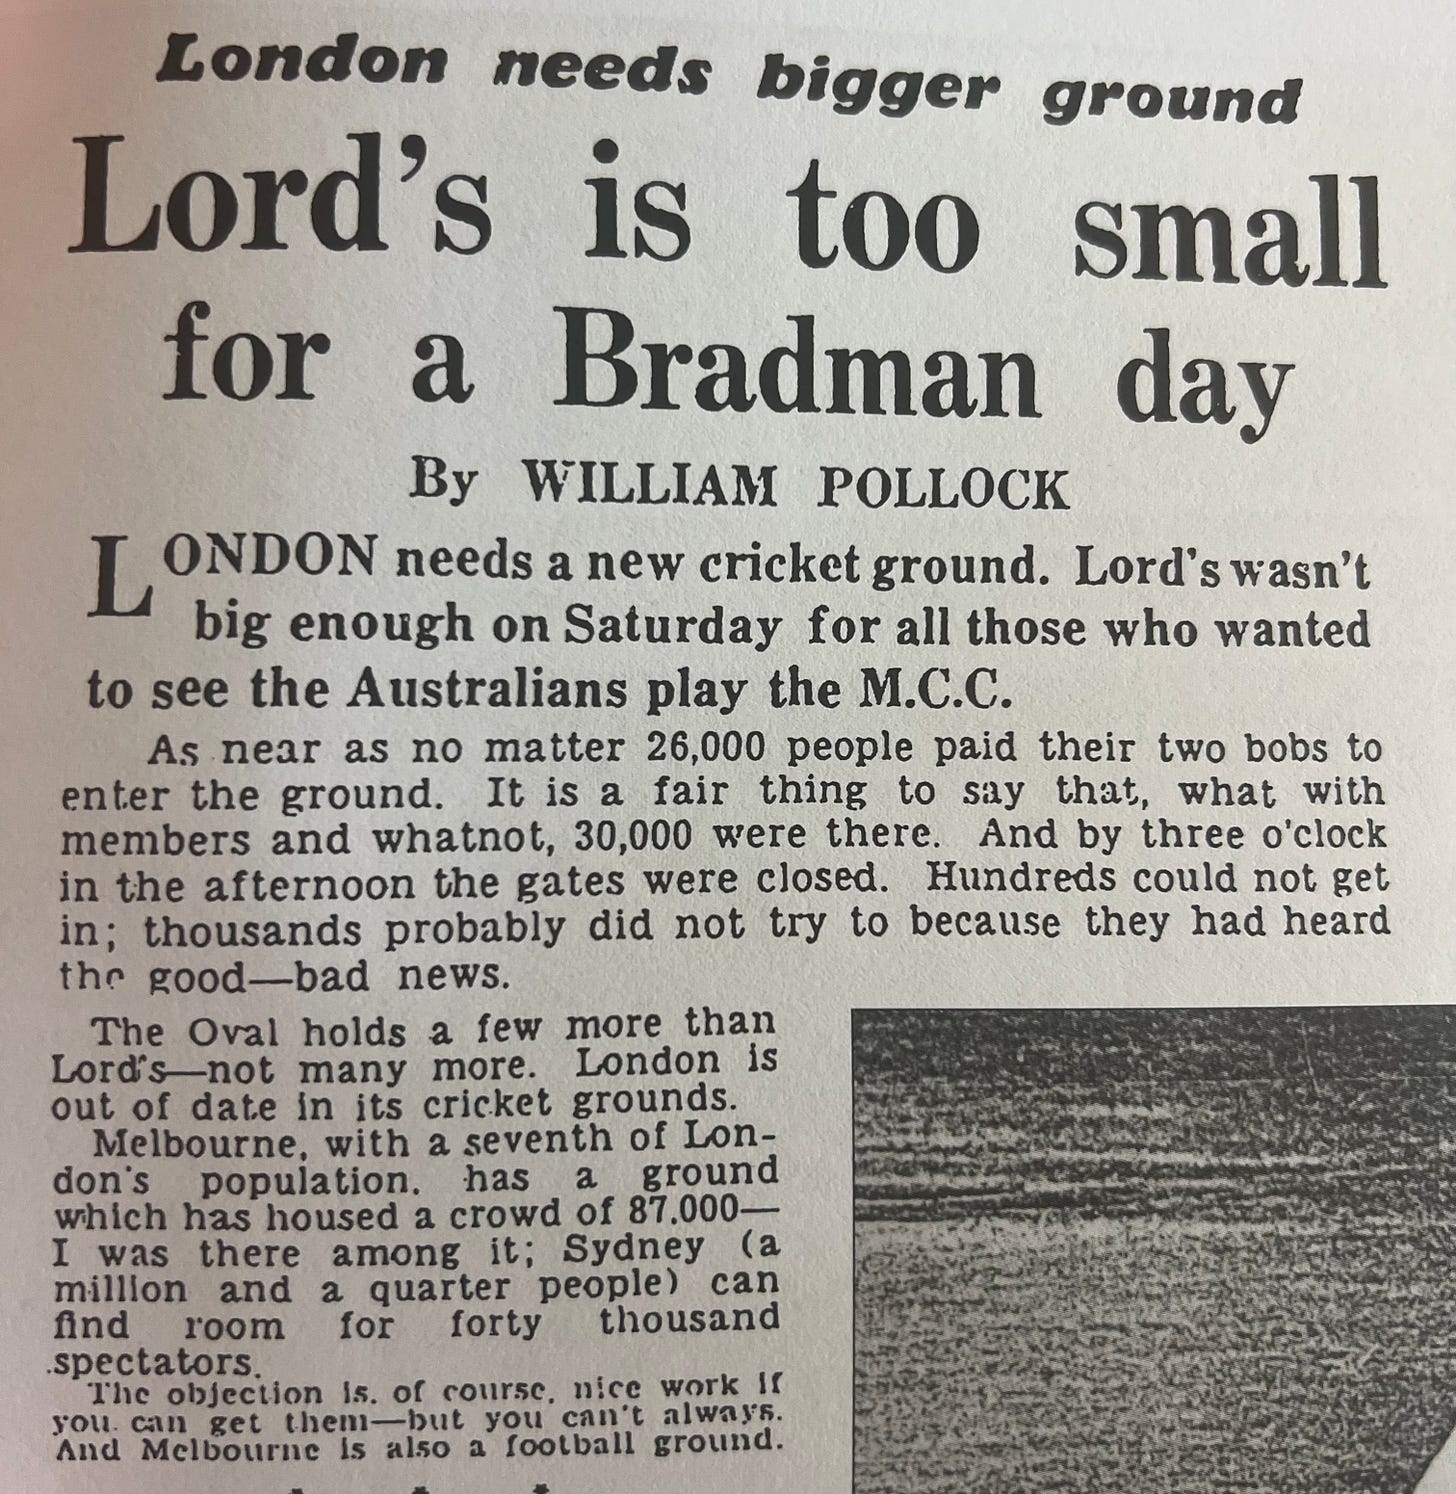 London needs bigger ground
Lord's is too small
for a Bradman day
By WILLIAM POLLOCK
LONDON needs a new cricket ground. Lord's wasn't
big enough on Saturday for all those who wanted
to see the Australians play the M.C.C.
As near as no matter 26,000 people paid their two bobs to
enter the ground. It is a fair thing to say that, what with
members and whatnot, 30,000 were there. And by three o'clock
in the afternoon the gates were closed. Hundreds could not get
in; thousands probably did not try to because they had heard
the good—bad news.
The Oval holds a few more than
Lord's—not many more. London is
out of date in its cricket grounds.
Melbourne, with a seventh of Lon-
don's population, has a ground
which has housed a crowd of 87,000—
I was there among it; Sydney (a
million and a quarter people) can
find room for forty thousand
spectators.
The objection is, of course, nice work if
you can get them—but you can't always.
And Melbourne is also a football ground.